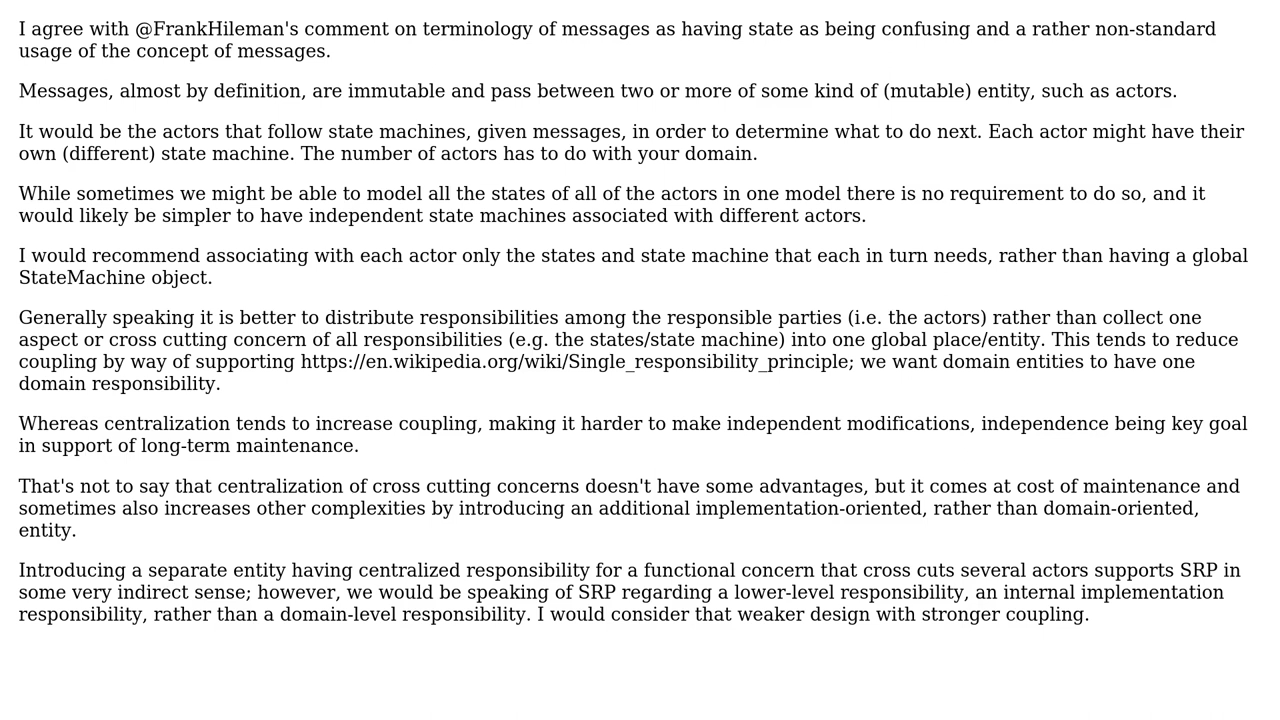 I agree with @FrankHileman's comment on terminology of messages as having state as being confusing and a rather non-standard
usage of the concept of messages.
Messages, almost by definition, are immutable and pass between two or more of some kind of (mutable) entity, such as actors.
It would be the actors that follow state machines, given messages, in order to determine what to do next. Each actor might have their
own (different) state machine. The number of actors has to do with your domain.
While sometimes we might be able to model all the states of all of the actors in one model there is no requirement to do so, and it
would likely be simpler to have independent state machines associated with different actors.
I would recommend associating with each actor only the states and state machine that each in turn needs, rather than having a global
StateMachine object.
Generally speaking it is better to distribute responsibilities among the responsible parties (i.e. the actors) rather than collect one
aspect or cross cutting concern of all responsibilities (e.g. the states/state machine) into one global place/entity. This tends to reduce
coupling by way of supporting https://en.wikipedia.org/wiki/Single_responsibility_principle; we want domain entities to have one
domain responsibility.
Whereas centralization tends to increase coupling, making it harder to make independent modifications, independence being key goal
in support of long-term maintenance.
That's not to say that centralization of cross cutting concerns doesn't have some advantages, but it comes at cost of maintenance and
sometimes also increases other complexities by introducing an additional implementation-oriented, rather than domain-oriented,
entity.
Introducing a separate entity having centralized responsibility for a functional concern that cross cuts several actors supports SRP in
some very indirect sense; however, we would be speaking of SRP regarding a lower-level responsibility, an internal implementation
responsibility, rather than a domain-level responsibility. I would consider that weaker design with stronger coupling.